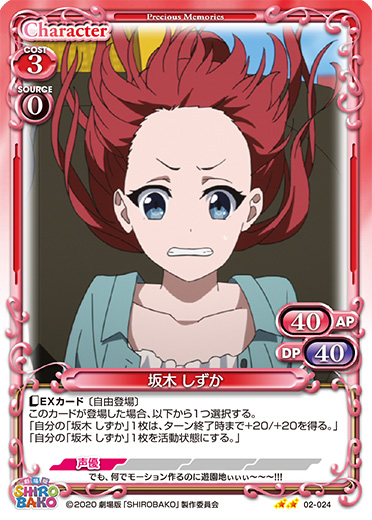 Precious Memories
Character
COST
3
SOURCE
0
40 AP
DP 40
坂木 しずか
EXカード〔自由登場〕
このカードが登場した場合、以下から1つ選択する。
「自分の「坂木 しずか」1枚は、ターン終了時まで+20/+20を得る。」
「自分の「坂木 しずか」1枚を活動状態にする。」
声優
でも、何でモーション作るのに遊園地ぃぃぃ〜〜〜!!!
劇場版
SHIRO
BAKO
©2020 劇場版「SHIROBAKO」製作委員会
02-024